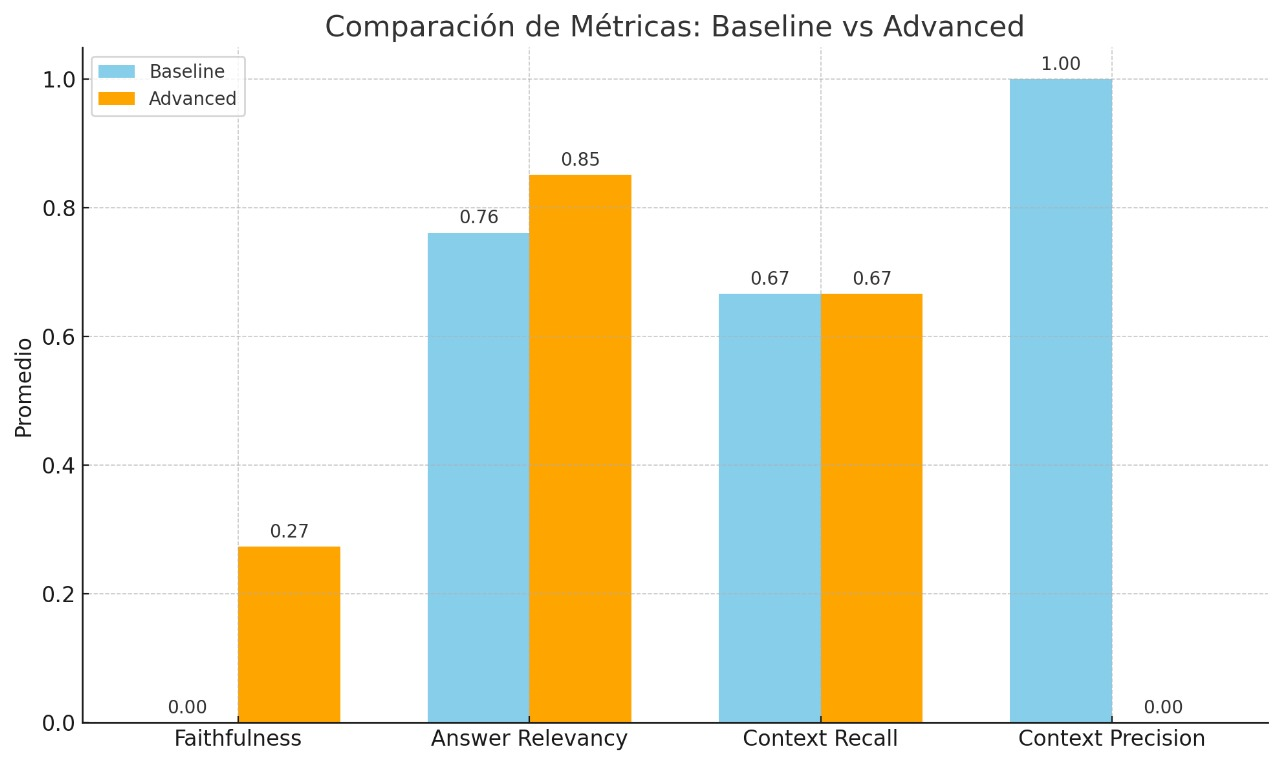 Comparación de Métricas: Baseline vs Advanced
Baseline
Advanced
Promedio
1.0
0.8
0.6
0.4
0.2
0.0
0.00
0.27
0.76
0.85
0.67
0.67
1.00
0.00
Faithfulness
Answer Relevancy
Context Recall
Context Precision